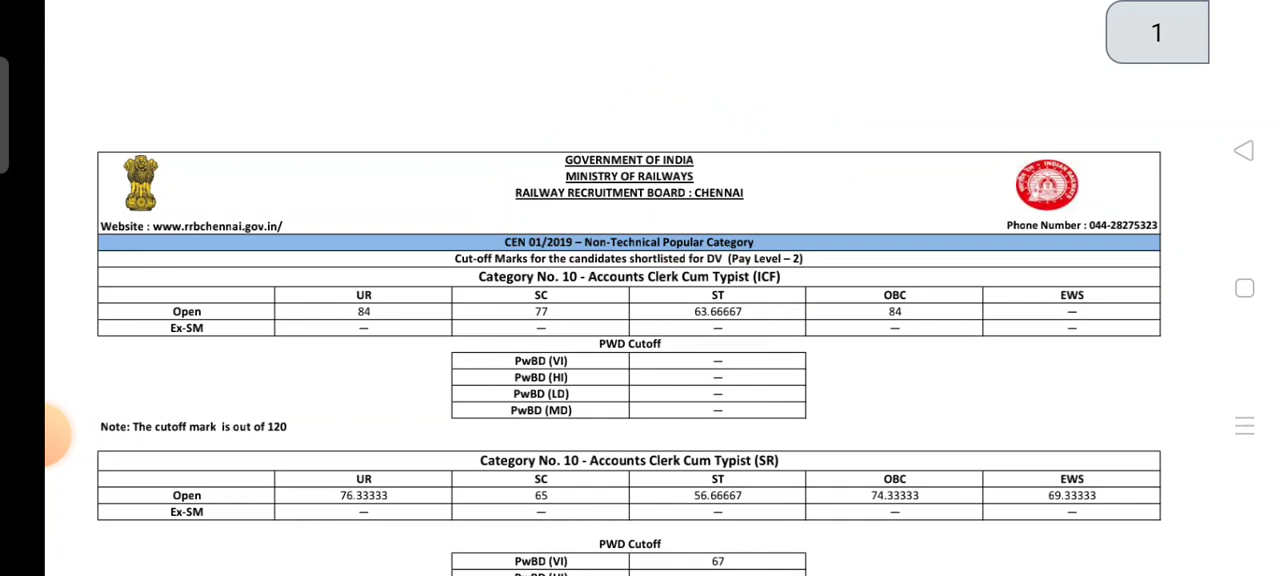 1
GOVERNMENT OF INDIA
MINISTRY OF RAILWAYS
RAILWAY RECRUITMENT BOARD : CHENNAI
Website : www.rrbchennai.gov.in/ Phone Number : 044-28275323
CEN 01/2019 – Non-Technical Popular Category
Cut-off Marks for the candidates shortlisted for DV (Pay Level – 2)
Category No. 10 - Accounts Clerk Cum Typist (ICF)
UR SC ST OBC EWS
Open 84 77 63.66667 84 —
Ex-SM — — — — —
PWD Cutoff
PwBD (VI) —
PwBD (HI) —
PwBD (LD) —
PwBD (MD) —
Note: The cutoff mark is out of 120
Category No. 10 - Accounts Clerk Cum Typist (SR)
UR SC ST OBC EWS
Open 76.33333 65 56.66667 74.33333 69.33333
Ex-SM — — — — —
PWD Cutoff
PwBD (VI) 67